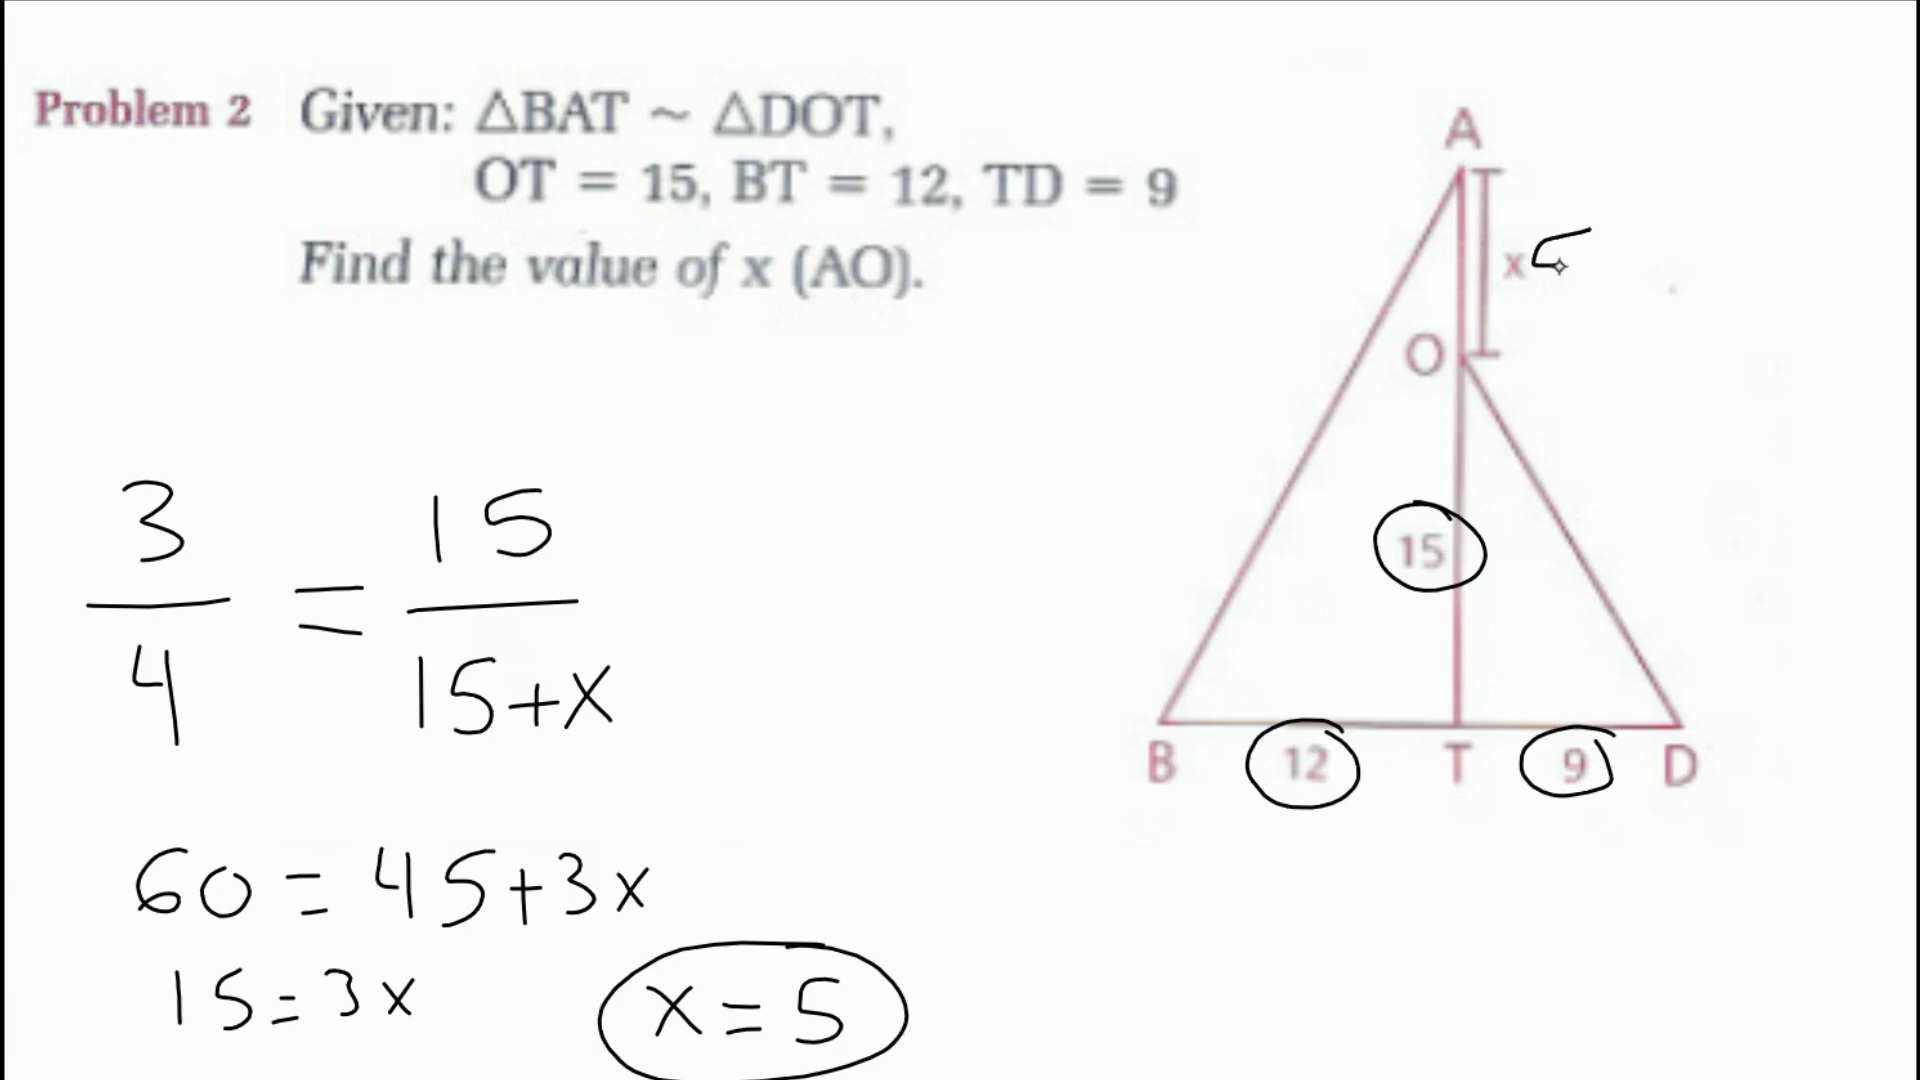 Problem 2 Given: △BAT ~ △DOT,
OT = 15, BT = 12, TD = 9
Find the value of x (AO).
A
x 5
O
15
B 12 T 9 D
3/4 = 15/15+x
60 = 45+3x
15=3x
x=5